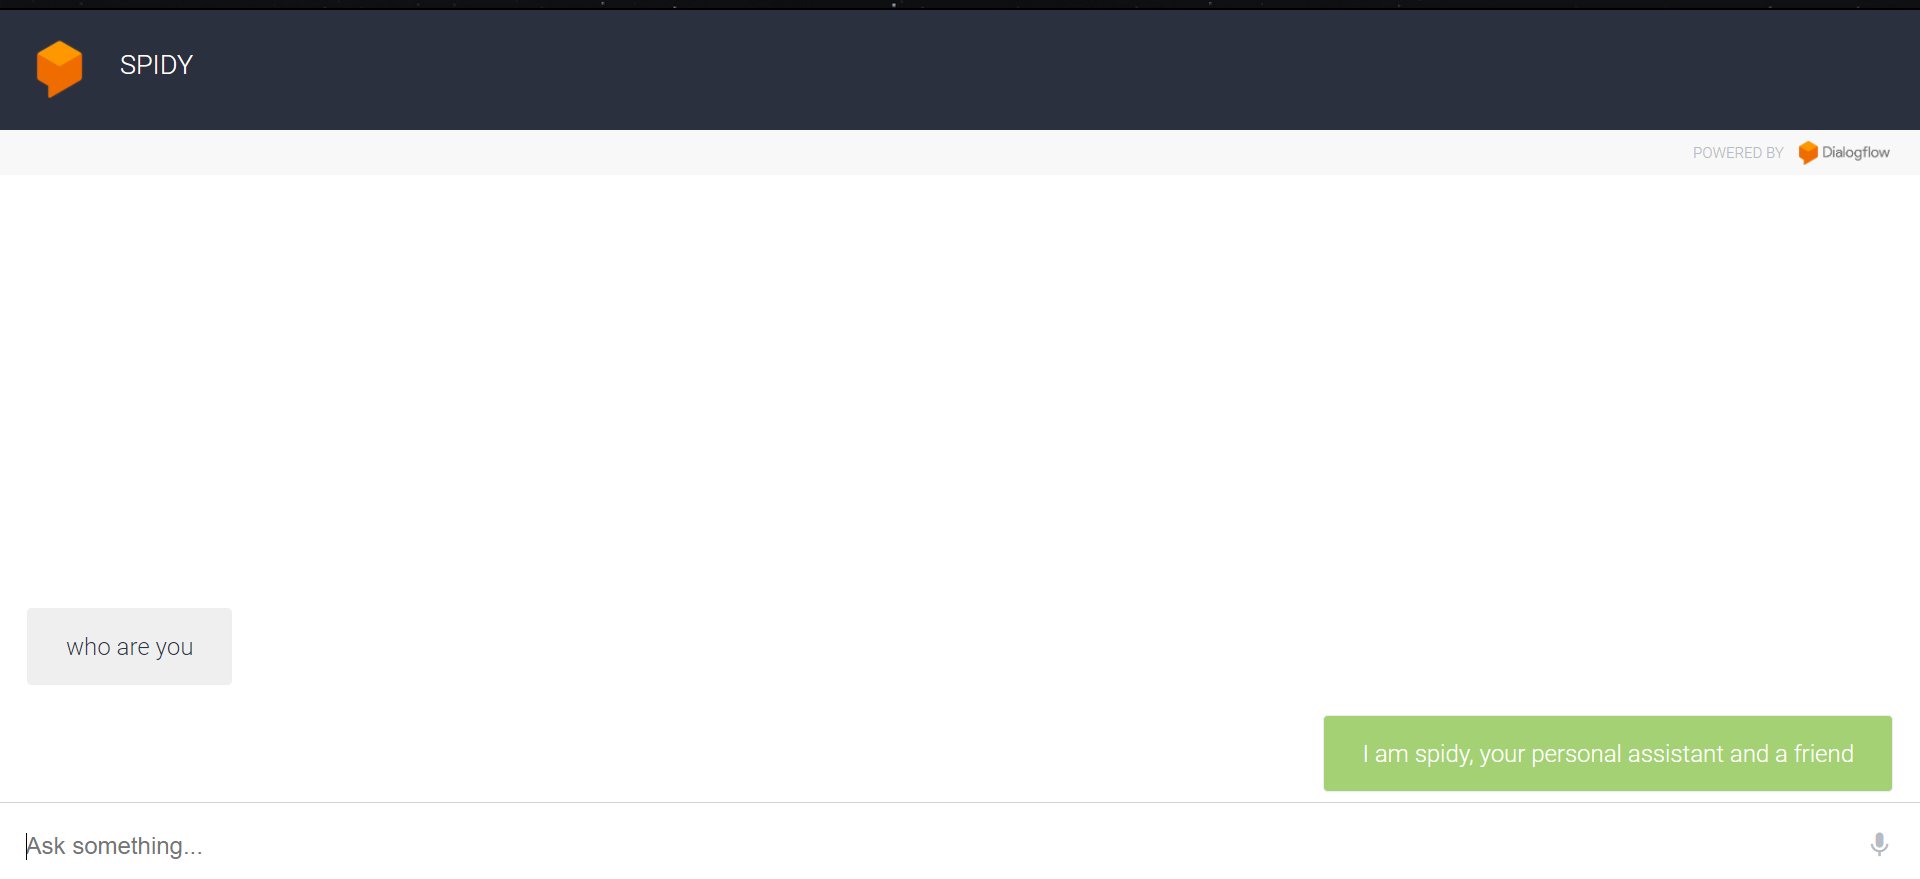 SPIDY
POWERED BY Dialogflow
who are you
I am spidy, your personal assistant and a friend
Ask something...